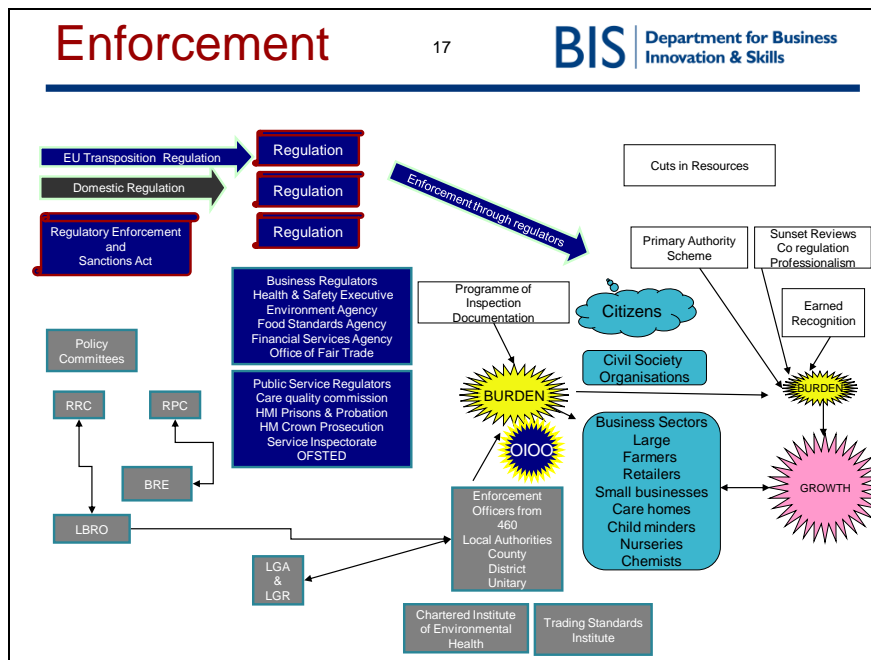 Enforcement
17
BIS
Department for Business
Innovation & Skills
EU Transposition Regulation
Domestic Regulation
Regulatory Enforcement
and
Sanctions Act
Regulation
Regulation
Regulation
Enforcement through regulators
Cuts in Resources
Primary Authority
Scheme
Sunset Reviews
Co regulation
Professionalism
Earned
Recognition
Business Regulators
Health & Safety Executive
Environment Agency
Food Standards Agency
Financial Services Agency
Office of Fair Trade
Programme of
Inspection
Documentation
Citizens
Civil Society
Organisations
Policy
Committees
RRC
RPC
BRE
LBRO
Public Service Regulators
Care quality commission
HMI Prisons & Probation
HM Crown Prosecution
Service Inspectorate
OFSTED
BURDEN
OIOO
BURDEN
GROWTH
Business Sectors
Large
Farmers
Retailers
Small businesses
Care homes
Child minders
Nurseries
Chemists
Enforcement
Officers from
460
Local Authorities
County
District
Unitary
LGA
&
LGR
Chartered Institute
of Environmental
Health
Trading Standards
Institute